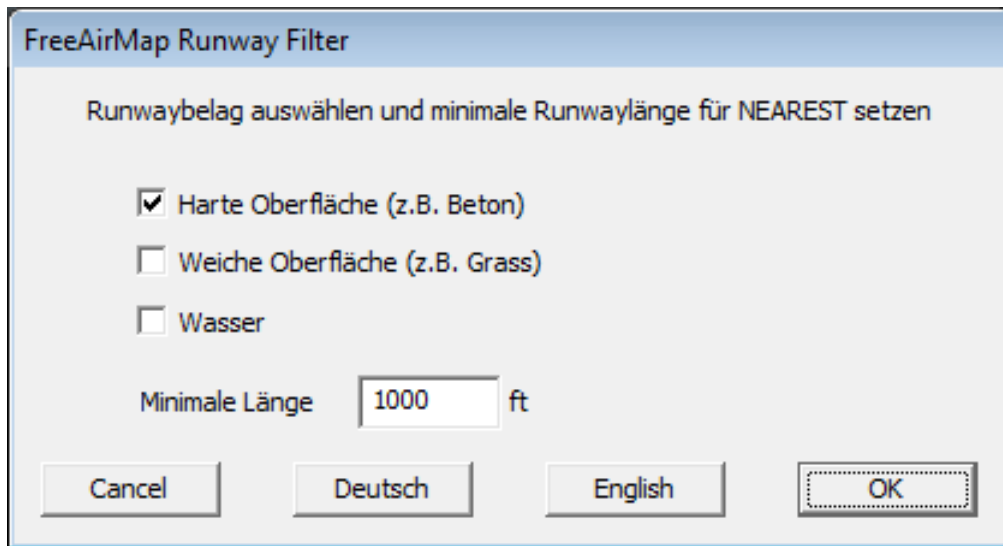 FreeAirMap Runway Filter
Runwaybelag auswählen und minimale Runwaylänge für NEAREST setzen
Harte Oberfläche (z.B. Beton)
Weiche Oberfläche (z.B. Grass)
Wasser
Minimale Länge 1000 ft
Cancel Deutsch English OK